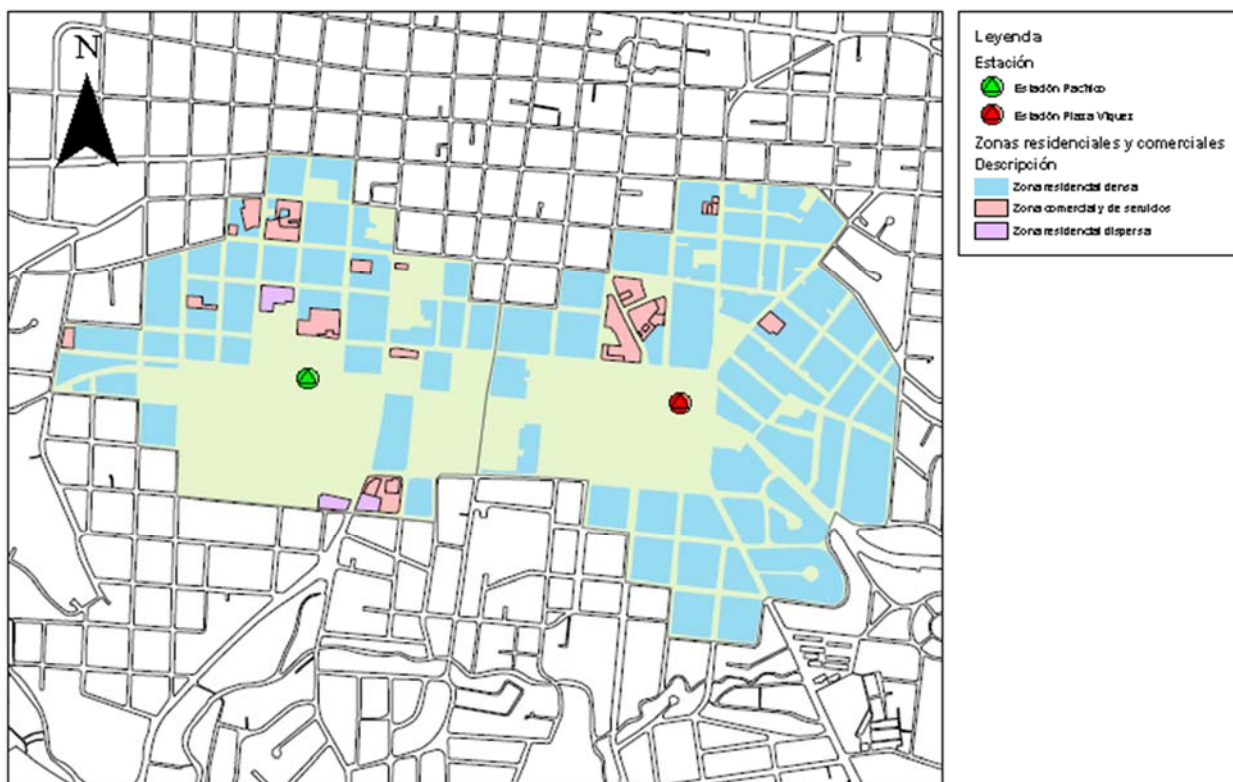 N
Leyenda
Estación
Estación Pacífico
Estación Plaza Víquez
Zonas residenciales y comerciales
Descripción
Zona residencial densa
Zona comercial y de servicios
Zona residencial dispersa